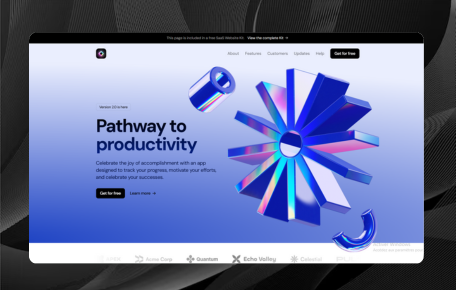 This page is included in a free SaaS Website Kit. View the complete Kit
About Features Customers Updates Help Get for free
Version 2.0 is here
Pathway to
productivity
Celebrate the joy of accomplishment with an app
designed to track your progress, motivate your efforts,
and celebrate your successes.
Get for free Learn more
Acme Corp Quantum Echo Valley Celestial